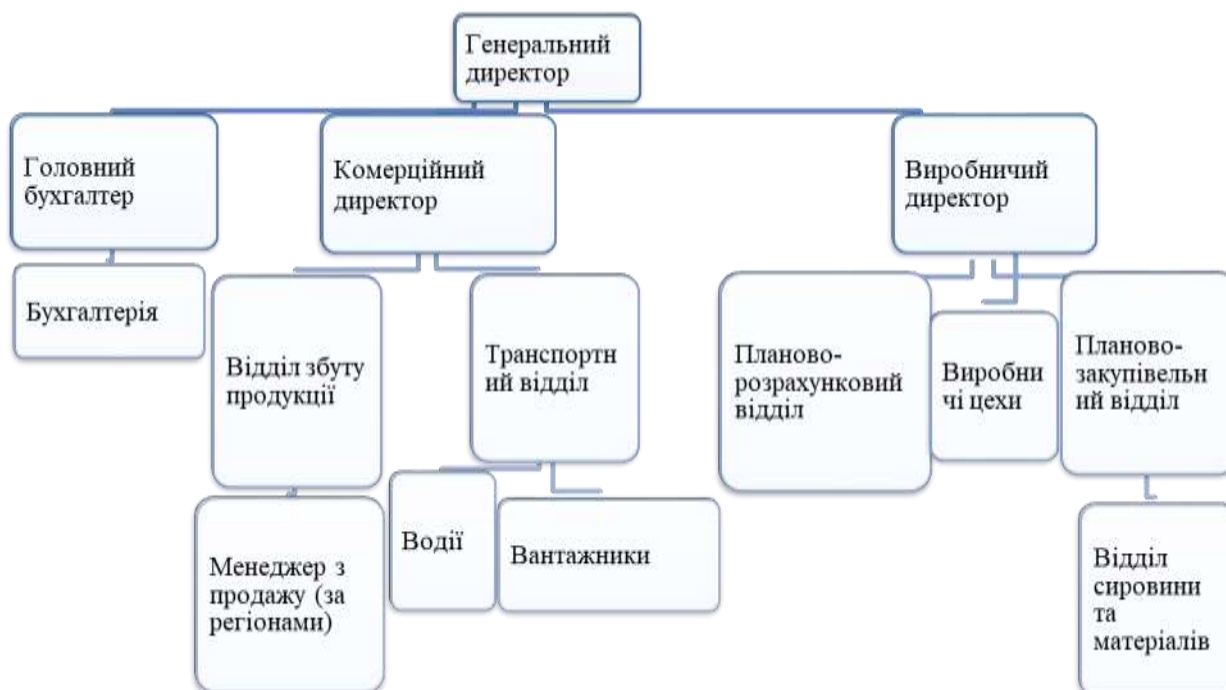 Генеральний
директор
Головний
бухгалтер
Комерційний
директор
Виробничий
директор
Бухгалтерія
Відділ збуту
продукції
Транспортн
ий відділ
Планово-
розрахунковий
відділ
Виробни
чі цехи
Планово-
закупівельн
ий відділ
Менеджер з
продажу (за
регіонами)
Водії
Вантажники
Відділ
сировини
та
матеріалів